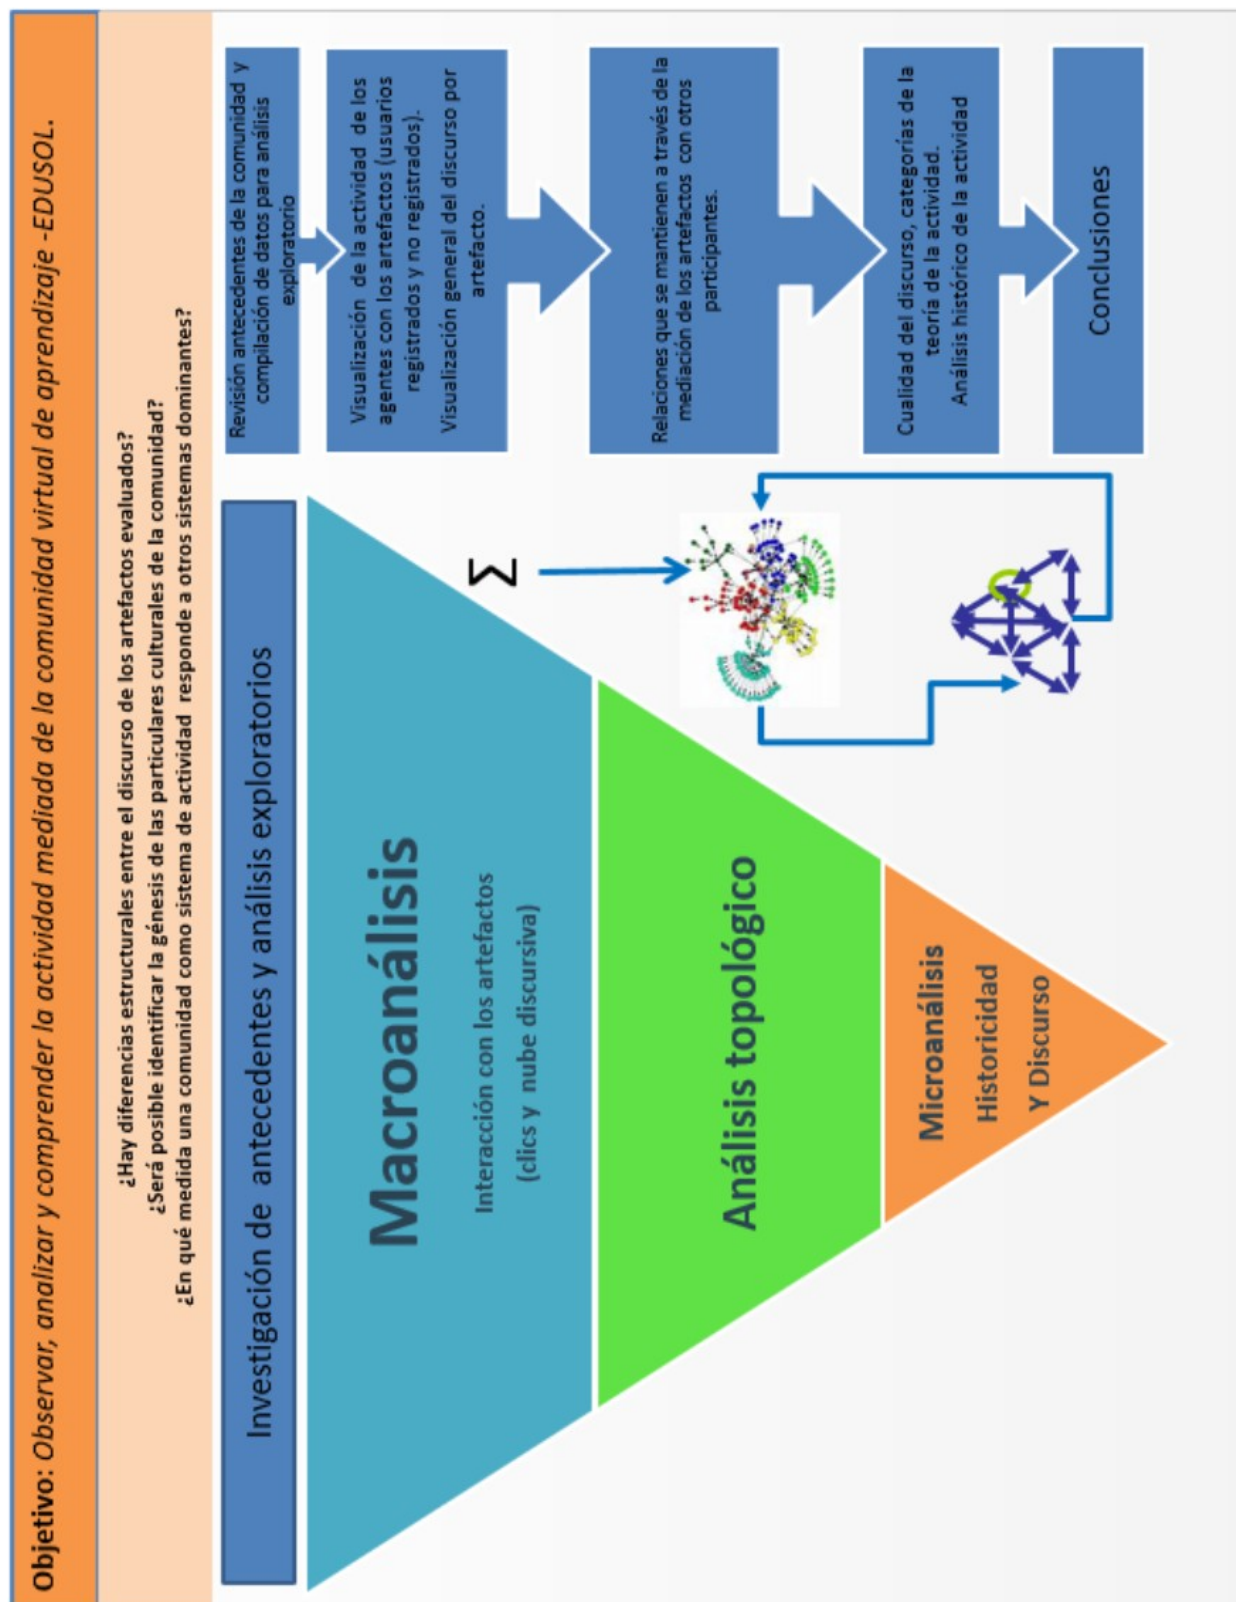 Objetivo: Observar, analizar y comprender la actividad mediada de la comunidad virtual de aprendizaje -EDUSOL.
¿Hay diferencias estructurales entre el discurso de los artefactos evaluados?
¿Será posible identificar la génesis de las particulares culturales de la comunidad?
¿En qué medida una comunidad como sistema de actividad responde a otros sistemas dominantes?
Investigación de antecedentes y análisis exploratorios
Macroanálisis
Interacción con los artefactos
(clics y nube discursiva)
Σ
Análisis topológico
Microanálisis
Historicidad
Y Discurso
Revisión antecedentes de la comunidad y
compilación de datos para análisis
exploratorio
Visualización de la actividad de los
agentes con los artefactos (usuarios
registrados y no registrados).
Visualización general del discurso por
artefacto.
Relaciones que se mantienen a través de la
mediación de los artefactos con otros
participantes.
Cualidad del discurso, categorías de la
teoría de la actividad.
Análisis histórico de la actividad
Conclusiones